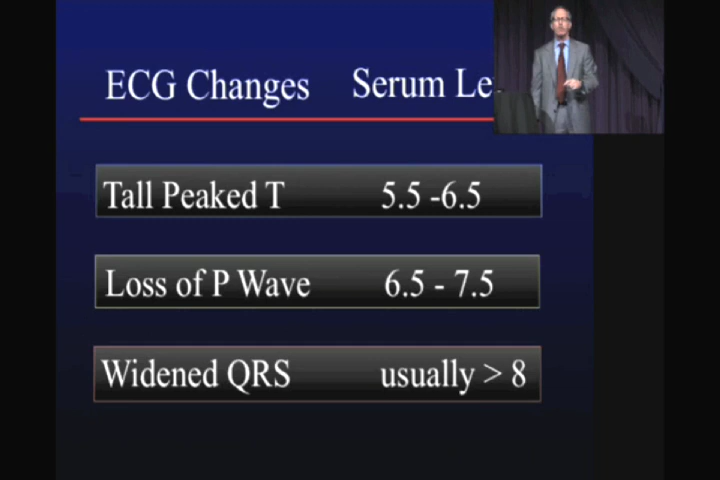 ECG Changes Serum
Tall Peaked T 5.5 -6.5
Loss of P Wave 6.5 - 7.5
Widened QRS usually > 8